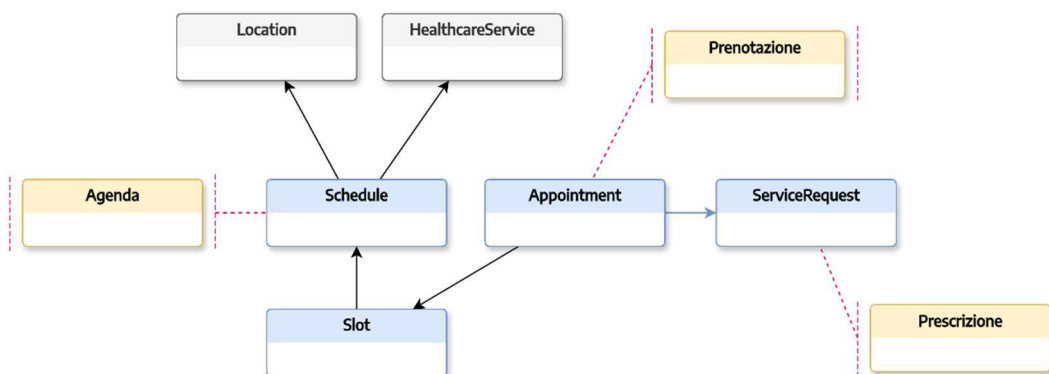 Location
HealthcareService
Prenotazione
Agenda
Schedule
Appointment
ServiceRequest
Slot
Prescrizione